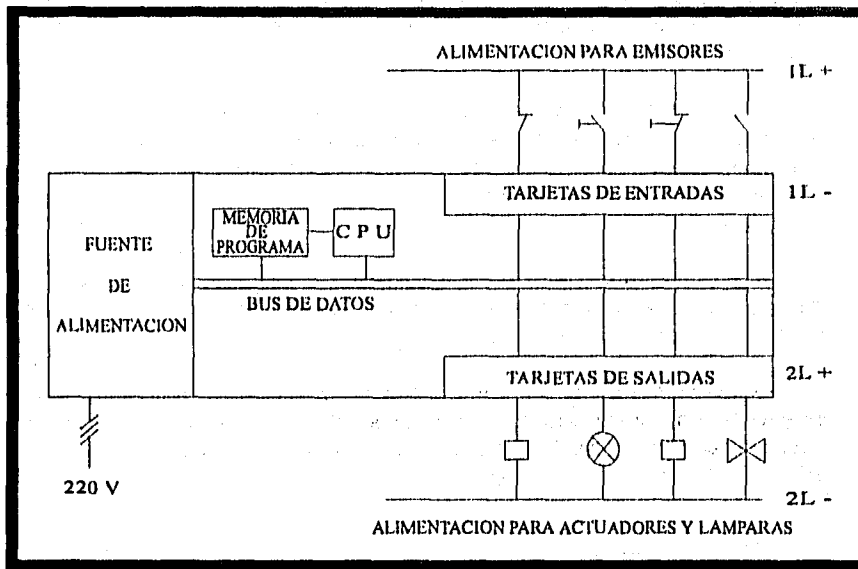 ALIMENTACION PARA EMISORES
1L +
TARJETAS DE ENTRADAS
1L -
MEMORIA
DE
PROGRAMA
C P U
FUENTE
DE
ALIMENTACION
BUS DE DATOS
TARJETAS DE SALIDAS
2L +
220 V
2L -
ALIMENTACION PARA ACTUADORES Y LAMPARAS